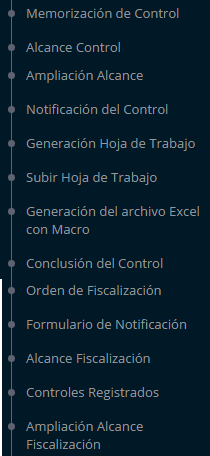 Memorización de Control
Alcance Control
Ampliación Alcance
Notificación del Control
Generación Hoja de Trabajo
Subir Hoja de Trabajo
Generación del archivo Excel
con Macro
Conclusión del Control
Orden de Fiscalización
Formulario de Notificación
Alcance Fiscalización
Controles Registrados
Ampliación Alcance
Fiscalización